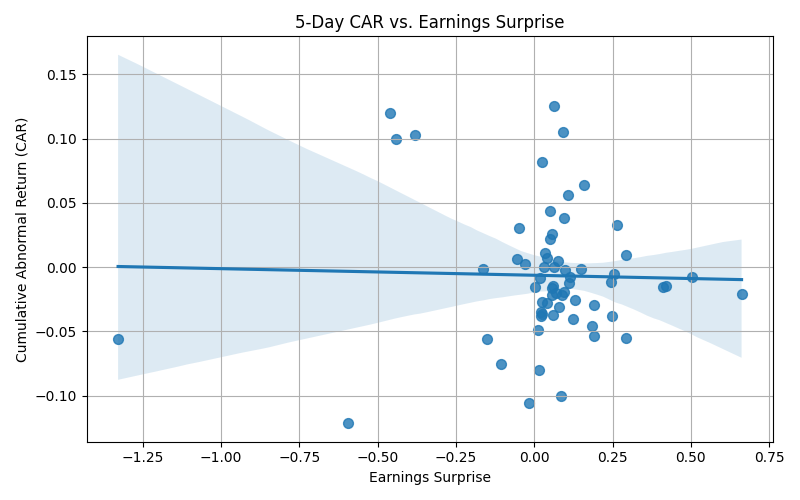 5-Day CAR vs. Earnings Surprise
Cumulative Abnormal Return (CAR)
0.15
0.10
0.05
0.00
−0.05
−0.10
−1.25 −1.00 −0.75 −0.50 −0.25 0.00 0.25 0.50 0.75
Earnings Surprise